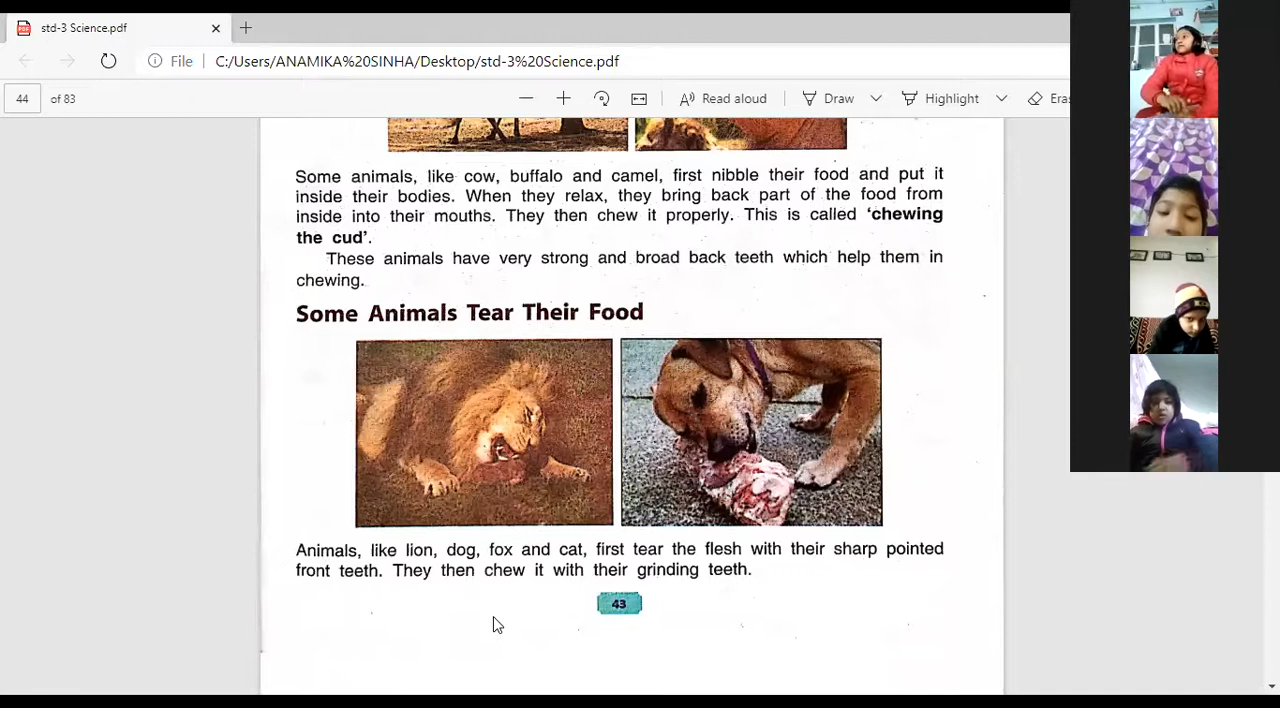 std-3 Science.pdf
File C:/Users/ANAMIKA%20SINHA/Desktop/std-3%20Science.pdf
44 of 83 Read aloud Draw Highlight Eras
Some animals, like cow, buffalo and camel, first nibble their food and put it
inside their bodies. When they relax, they bring back part of the food from
inside into their mouths. They then chew it properly. This is called ‘chewing
the cud’.
These animals have very strong and broad back teeth which help them in
chewing.
Some Animals Tear Their Food
Animals, like lion, dog, fox and cat, first tear the flesh with their sharp pointed
front teeth. They then chew it with their grinding teeth.
43